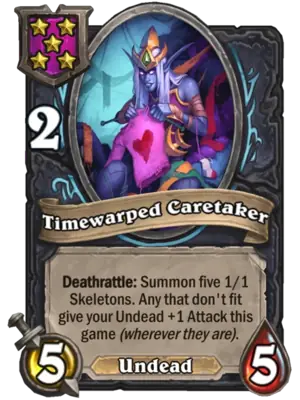 2
Timewarped Caretaker
Deathrattle: Summon five 1/1
Skeletons. Any that don't fit
give your Undead +1 Attack this
game (wherever they are).
5
5
Undead